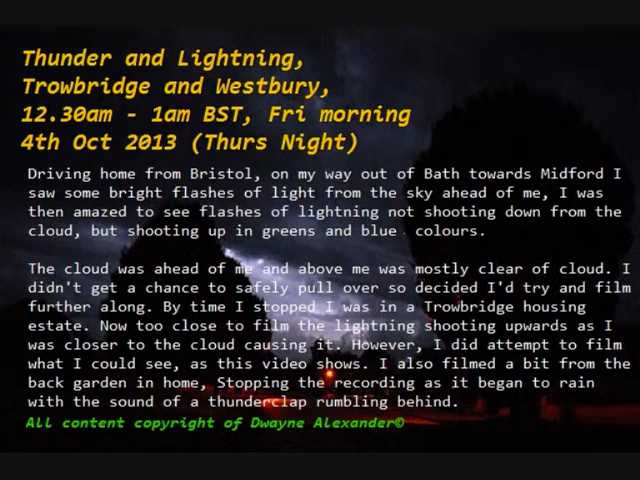 Thunder and Lightning,
Trowbridge and Westbury,
12.30am - 1am BST, Fri morning
4th Oct 2013 (Thurs Night)
Driving home from Bristol, on my way out of Bath towards Midford I
saw some bright flashes of light from the sky ahead of me, I was
then amazed to see flashes of lightning not shooting down from the
cloud, but shooting up in greens and blue colours.
The cloud was ahead of me and above me was mostly clear of cloud. I
didn't get a chance to safely pull over so decided I'd try and film
further along. By time I stopped I was in a Trowbridge housing
estate. Now too close to film the lightning shooting upwards as I
was closer to the cloud causing it. However, I did attempt to film
what I could see, as this video shows. I also filmed a bit from the
back garden in home, Stopping the recording as it began to rain
with the sound of a thunderclap rumbling behind.
All content copyright of Dwayne Alexander©